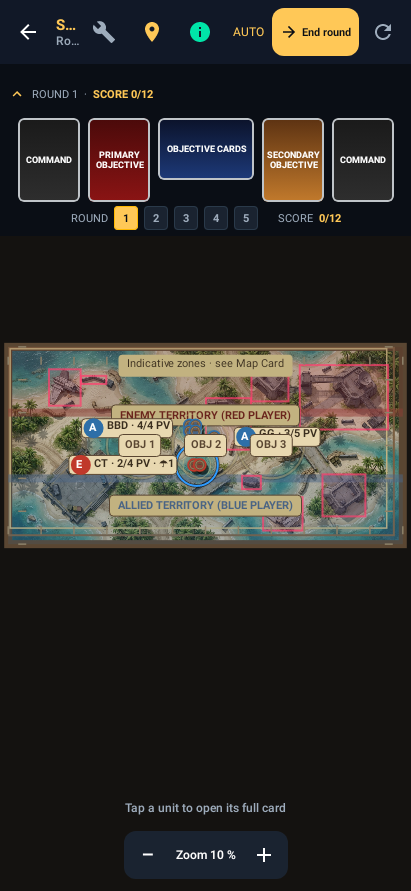 S...
Ro...
AUTO
End round
ROUND 1 · SCORE 0/12
COMMAND
PRIMARY OBJECTIVE
OBJECTIVE CARDS
SECONDARY OBJECTIVE
COMMAND
ROUND 1 2 3 4 5 SCORE 0/12
Indicative zones · see Map Card
ENEMY TERRITORY (RED PLAYER)
A BBD · 4/4 PV
A GG · 3/5 PV
OBJ 1
OBJ 2
OBJ 3
E CT · 2/4 PV · ☂1
ALLIED TERRITORY (BLUE PLAYER)
Tap a unit to open its full card
− Zoom 10 % +